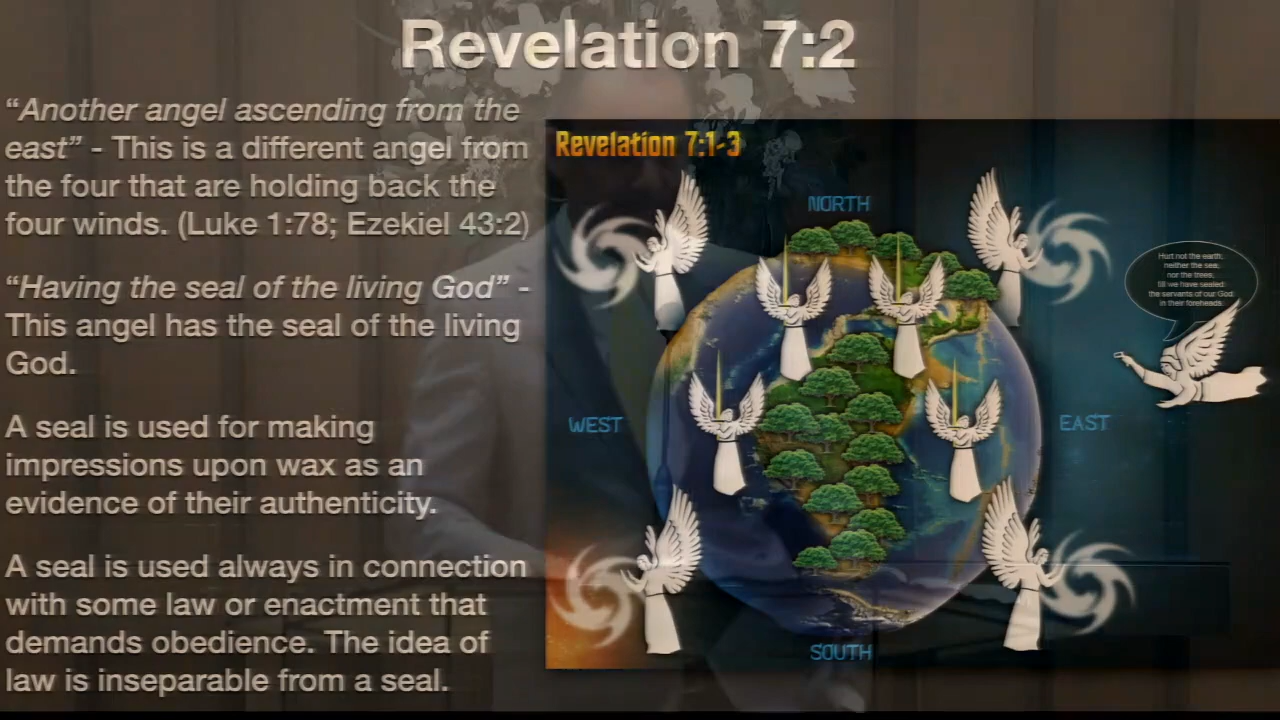 Revelation 7:2
“Another angel ascending from the
east” - This is a different angel from
the four that are holding back the
four winds. (Luke 1:78; Ezekiel 43:2)
“Having the seal of the living God” -
This angel has the seal of the living
God.
A seal is used for making
impressions upon wax as an
evidence of their authenticity.
A seal is used always in connection
with some law or enactment that
demands obedience. The idea of
law is inseparable from a seal.
Revelation 7:1-3
NORTH
Hurt not the earth,
neither the sea,
nor the trees,
till we have sealed
the servants of our God
in their foreheads.
WEST
EAST
SOUTH